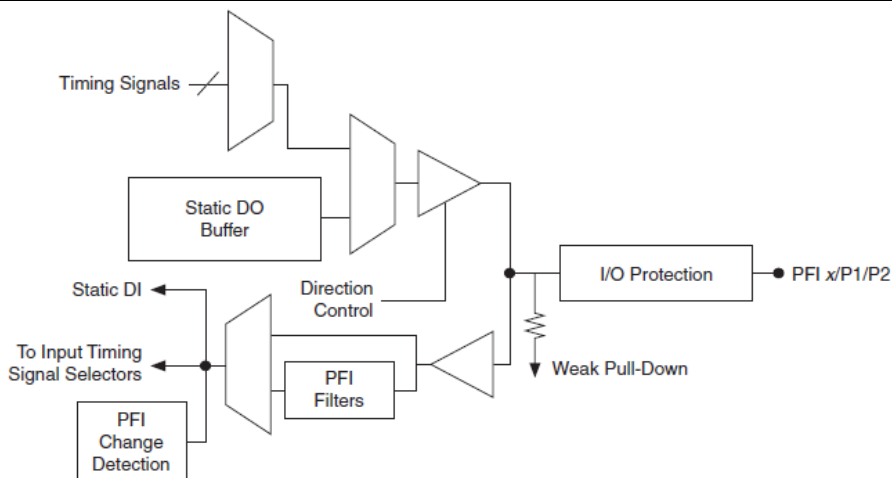 Timing Signals
Static DO
Buffer
Direction
Control
I/O Protection
PFI x/P1/P2
Static DI
To Input Timing
Signal Selectors
PFI
Filters
Weak Pull-Down
PFI
Change
Detection